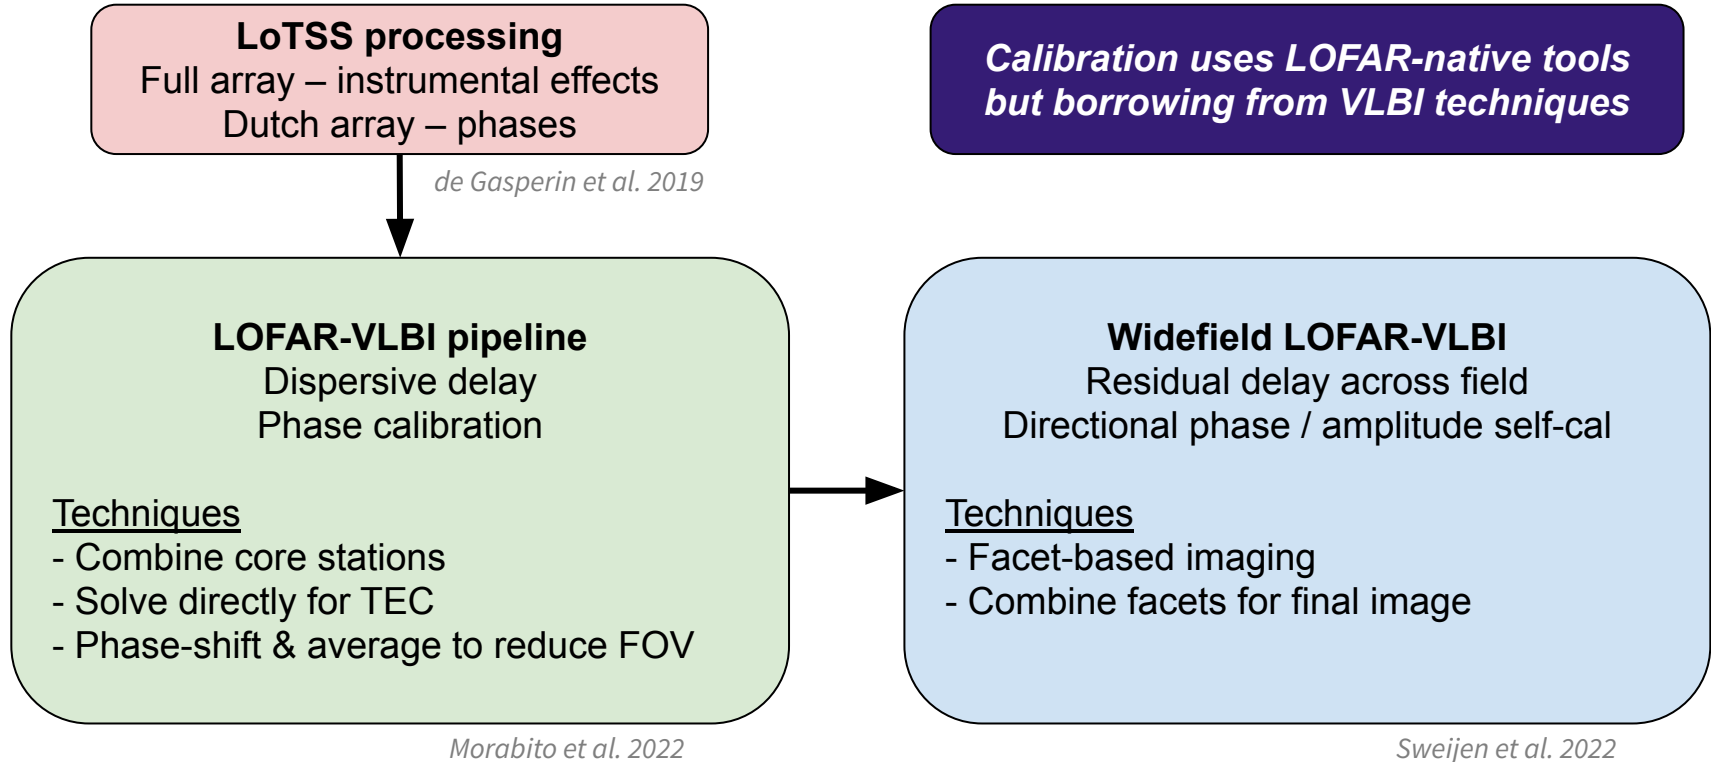 LoTSS processing
Full array – instrumental effects
Dutch array – phases
de Gasperin et al. 2019
Calibration uses LOFAR-native tools
but borrowing from VLBI techniques
LOFAR-VLBI pipeline
Dispersive delay
Phase calibration
Techniques
- Combine core stations
- Solve directly for TEC
- Phase-shift & average to reduce FOV
Morabito et al. 2022
Widefield LOFAR-VLBI
Residual delay across field
Directional phase / amplitude self-cal
Techniques
- Facet-based imaging
- Combine facets for final image
Sweijen et al. 2022